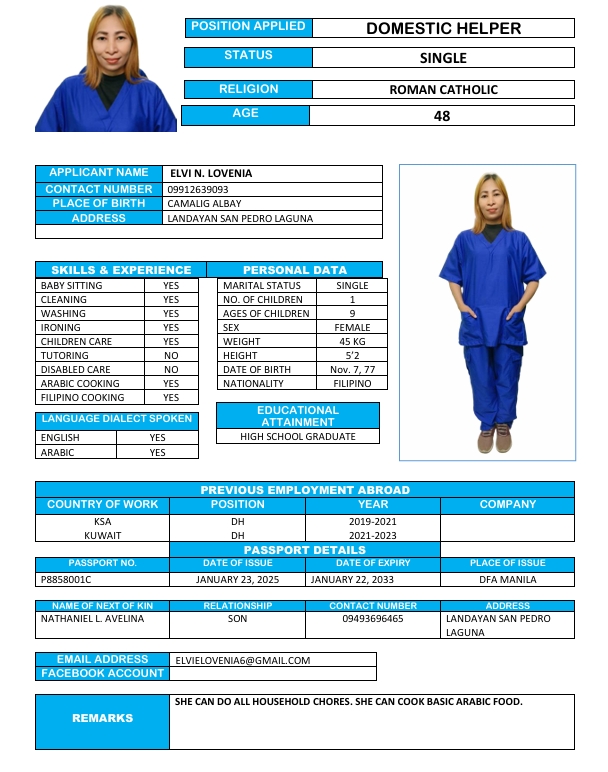 POSITION APPLIED DOMESTIC HELPER
STATUS SINGLE
RELIGION ROMAN CATHOLIC
AGE 48
APPLICANT NAME ELVI N. LOVENIA
CONTACT NUMBER 09912639093
PLACE OF BIRTH CAMALIG ALBAY
ADDRESS LANDAYAN SAN PEDRO LAGUNA
SKILLS & EXPERIENCE
BABY SITTING YES
CLEANING YES
WASHING YES
IRONING YES
CHILDREN CARE YES
TUTORING NO
DISABLED CARE NO
ARABIC COOKING YES
FILIPINO COOKING YES
LANGUAGE DIALECT SPOKEN
ENGLISH YES
ARABIC YES
PERSONAL DATA
MARITAL STATUS SINGLE
NO. OF CHILDREN 1
AGES OF CHILDREN 9
SEX FEMALE
WEIGHT 45 KG
HEIGHT 5'2
DATE OF BIRTH Nov. 7, 77
NATIONALITY FILIPINO
EDUCATIONAL
ATTAINMENT
HIGH SCHOOL GRADUATE
PREVIOUS EMPLOYMENT ABROAD
COUNTRY OF WORK POSITION YEAR COMPANY
KSA DH 2019-2021
KUWAIT DH 2021-2023
PASSPORT DETAILS
PASSPORT NO. DATE OF ISSUE DATE OF EXPIRY PLACE OF ISSUE
P8858001C JANUARY 23, 2025 JANUARY 22, 2033 DFA MANILA
NAME OF NEXT OF KIN RELATIONSHIP CONTACT NUMBER ADDRESS
NATHANIEL L. AVELINA SON 09493696465 LANDAYAN SAN PEDRO
LAGUNA
EMAIL ADDRESS ELVIELOVENIA6@GMAIL.COM
FACEBOOK ACCOUNT
REMARKS SHE CAN DO ALL HOUSEHOLD CHORES. SHE CAN COOK BASIC ARABIC FOOD.